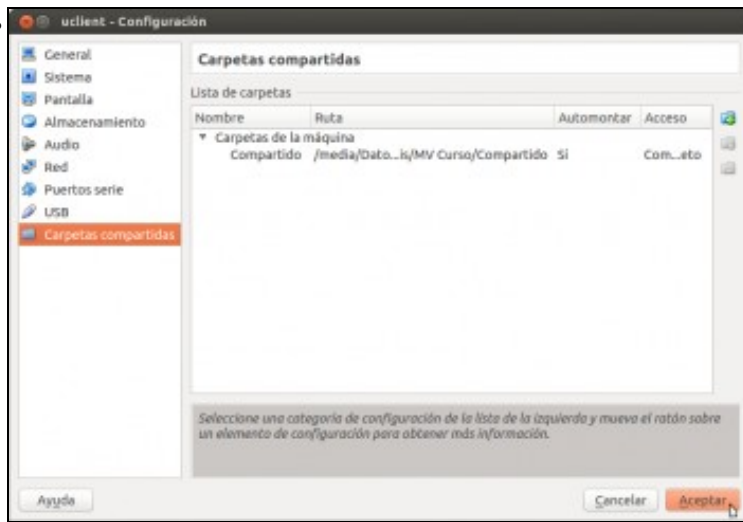 uclient - Configuración
General
Sistema
Pantalla
Almacenamiento
Audio
Red
Puertos serie
USB
Carpetas compartidas
Carpetas compartidas
Lista de carpetas
Nombre Ruta Automontar Acceso
Carpetas de la máquina
Compartido /media/Dato...is/MV Curso/Compartido Sí Com...eto
Seleccione una categoría de configuración de la lista de la izquierda y mueva el ratón sobre
un elemento de configuración para obtener más información.
Ayuda Cancelar Aceptar